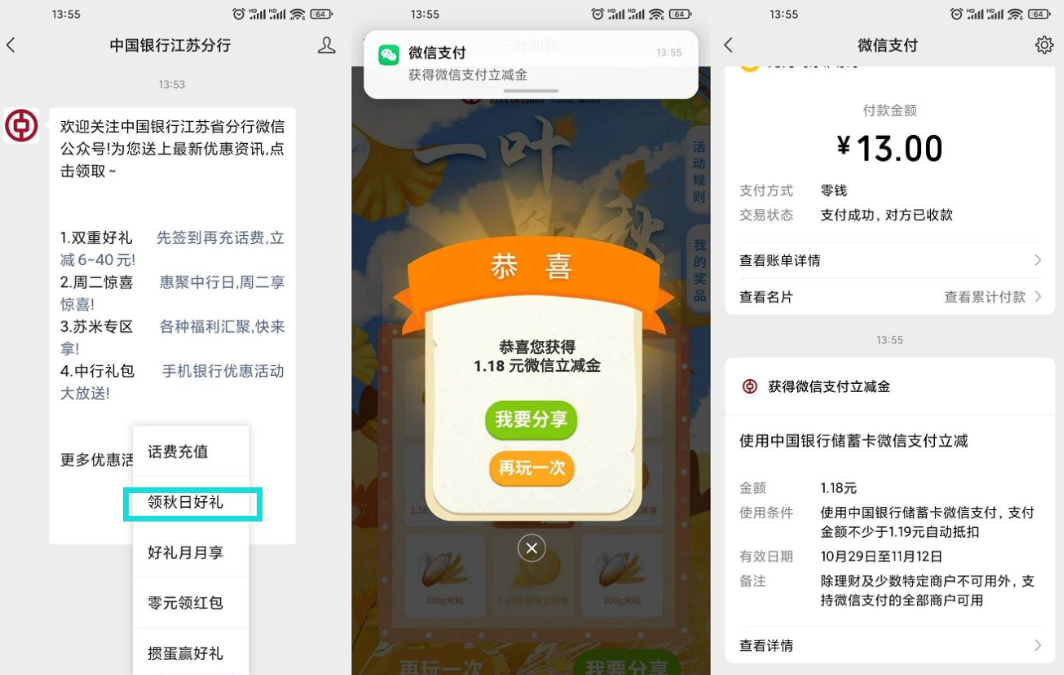 13:55
64
中国银行江苏分行
13:53
欢迎关注中国银行江苏省分行微信
公众号!为您送上最新优惠资讯,点
击领取~
1.双重好礼 先签到再充话费,立
减6~40元!
2.周二惊喜 惠聚中行日,周二享
惊喜!
3.苏米专区 各种福利汇聚,快来
拿!
4.中行礼包 手机银行优惠活动
大放送!
更多优惠活
话费充值
领秋日好礼
好礼月月享
零元领红包
掼蛋赢好礼
13:55
64
微信支付
13:55
获得微信支付立减金
BANK OF CHINA
一叶
秋
活动规则
我的奖品
恭喜
恭喜您获得
1.18 元微信立减金
我要分享
再玩一次
100g米粒
1.18元微信立减金
200g米粒
再玩一次
我要分享
13:55
64
微信支付
付款金额
¥13.00
支付方式 零钱
交易状态 支付成功，对方已收款
查看账单详情
查看名片 查看累计付款
13:55
获得微信支付立减金
使用中国银行储蓄卡微信支付立减
金额 1.18元
使用条件 使用中国银行储蓄卡微信支付，支付
金额不少于1.19元自动抵扣
有效日期 10月29日至11月12日
备注 除理财及少数特定商户不可用外，支
持微信支付的全部商户可用
查看详情